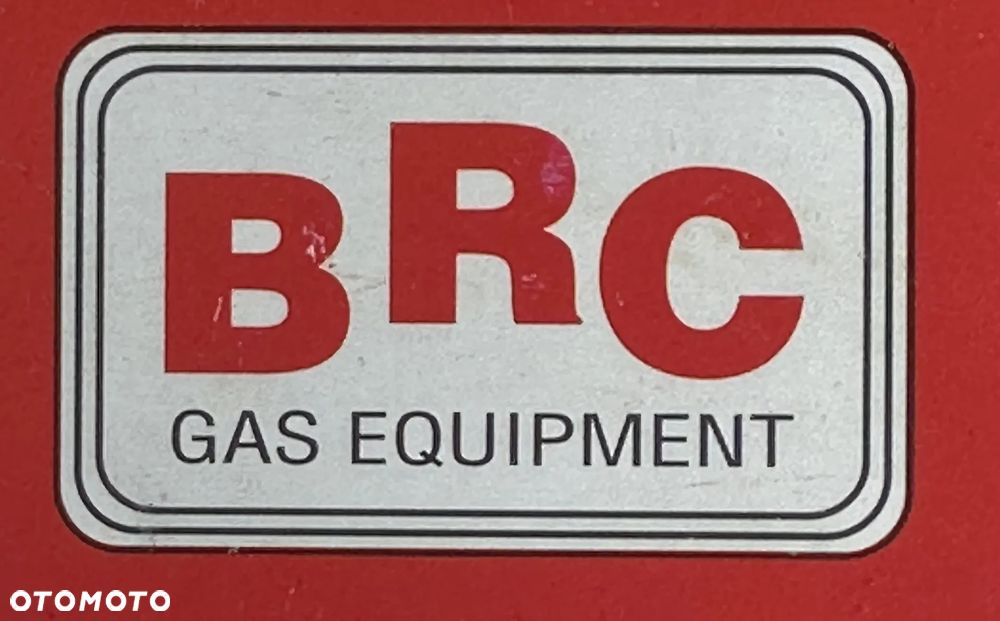 BRC
GAS EQUIPMENT
OTOMOTO